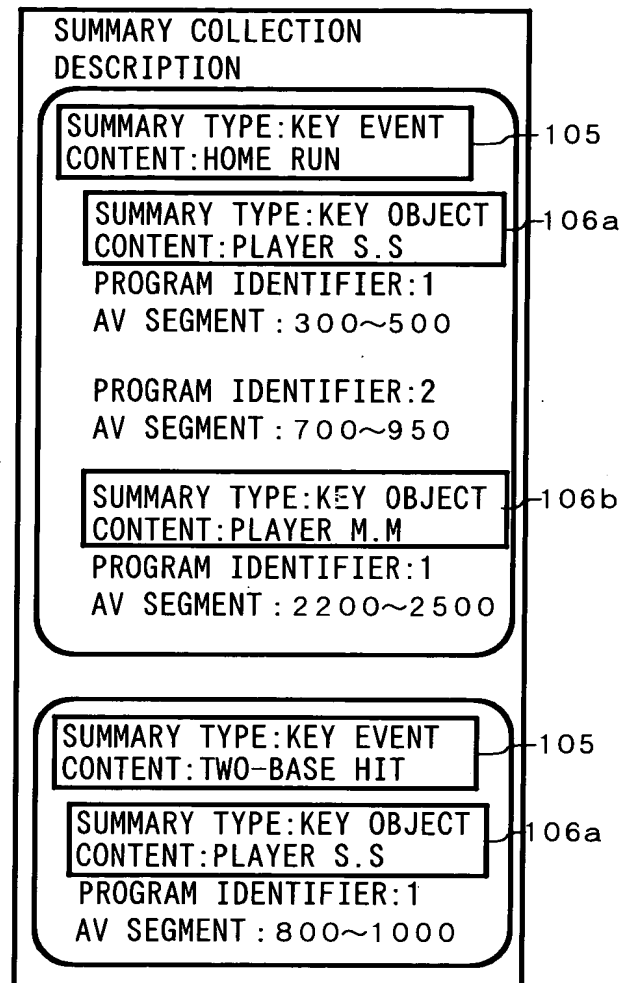 SUMMARY COLLECTION
DESCRIPTION
SUMMARY TYPE:KEY EVENT
CONTENT:HOME RUN
105
SUMMARY TYPE:KEY OBJECT
CONTENT:PLAYER S.S
106a
PROGRAM IDENTIFIER:1
AV SEGMENT:300~500
PROGRAM IDENTIFIER:2
AV SEGMENT:700~950
SUMMARY TYPE:KEY OBJECT
CONTENT:PLAYER M.M
106b
PROGRAM IDENTIFIER:1
AV SEGMENT:2200~2500
SUMMARY TYPE:KEY EVENT
CONTENT:TWO-BASE HIT
105
SUMMARY TYPE:KEY OBJECT
CONTENT:PLAYER S.S
106a
PROGRAM IDENTIFIER:1
AV SEGMENT:800~1000